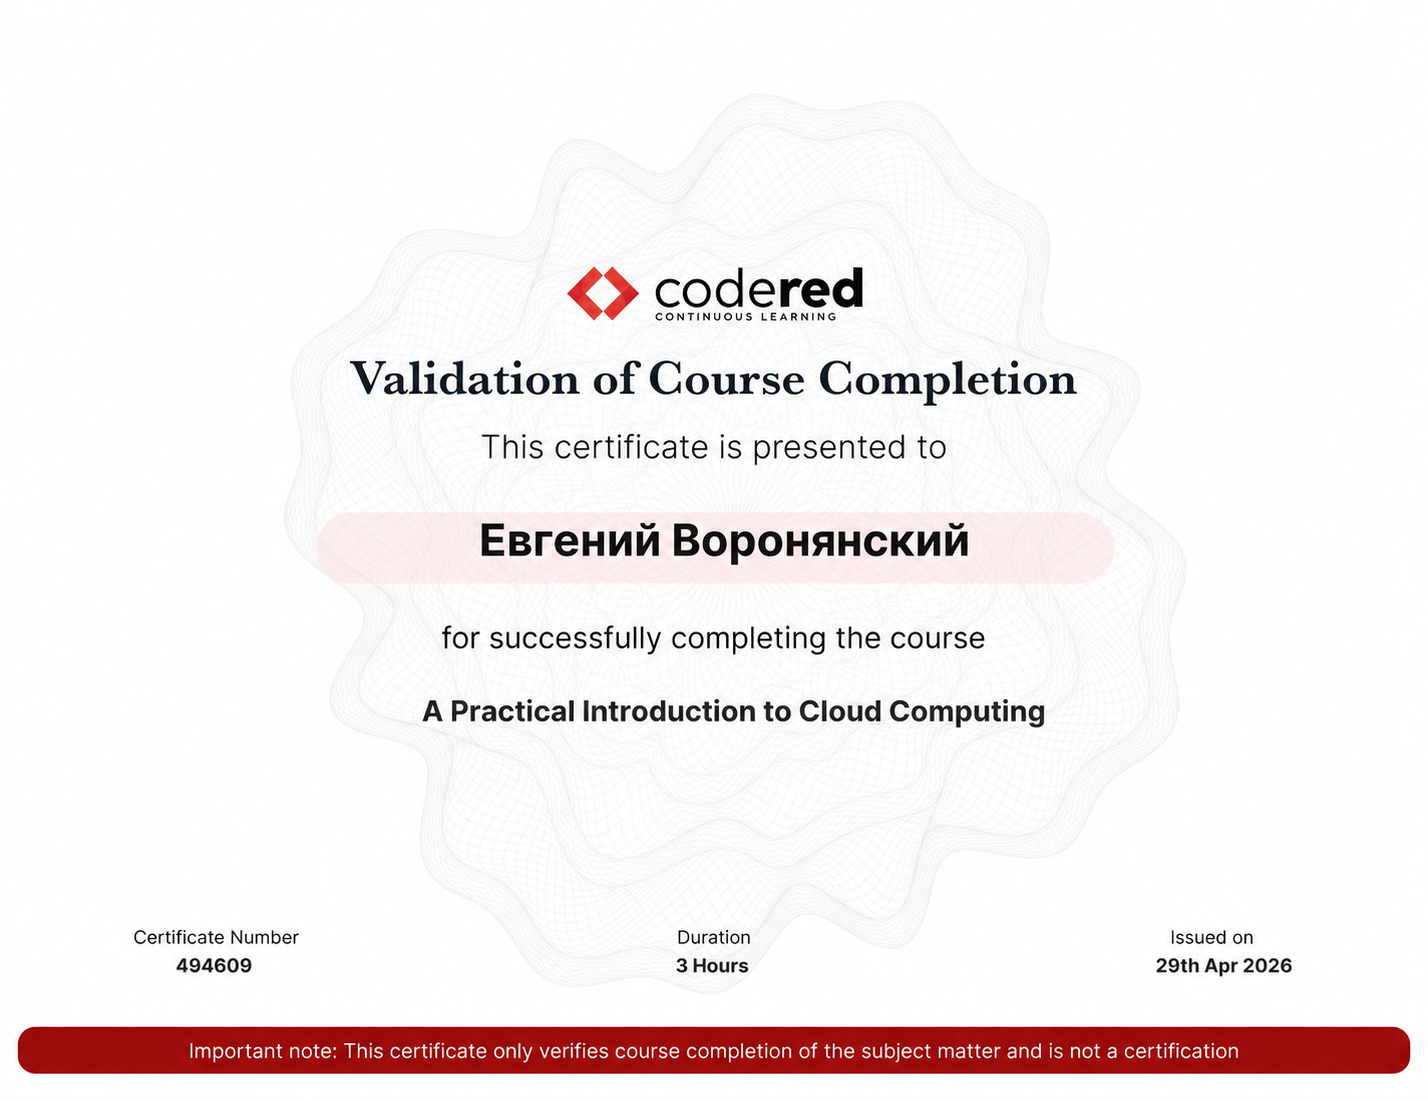 codered
CONTINUOUS LEARNING
Validation of Course Completion
This certificate is presented to
Евгений Воронянский
for successfully completing the course
A Practical Introduction to Cloud Computing
Certificate Number
494609
Duration
3 Hours
Issued on
29th Apr 2026
Important note: This certificate only verifies course completion of the subject matter and is not a certification